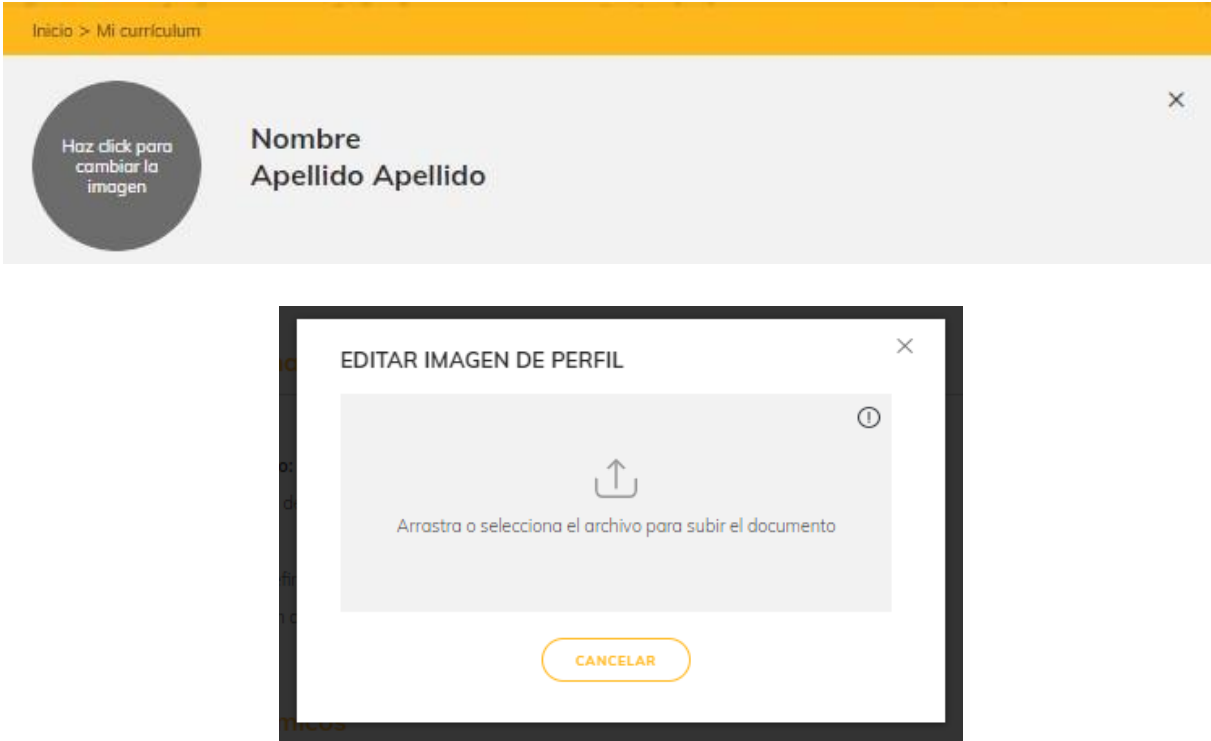 Inicio > Mi currículum
Haz click para
cambiar la
imagen
Nombre
Apellido Apellido
EDITAR IMAGEN DE PERFIL
Arrastra o selecciona el archivo para subir el documento
CANCELAR